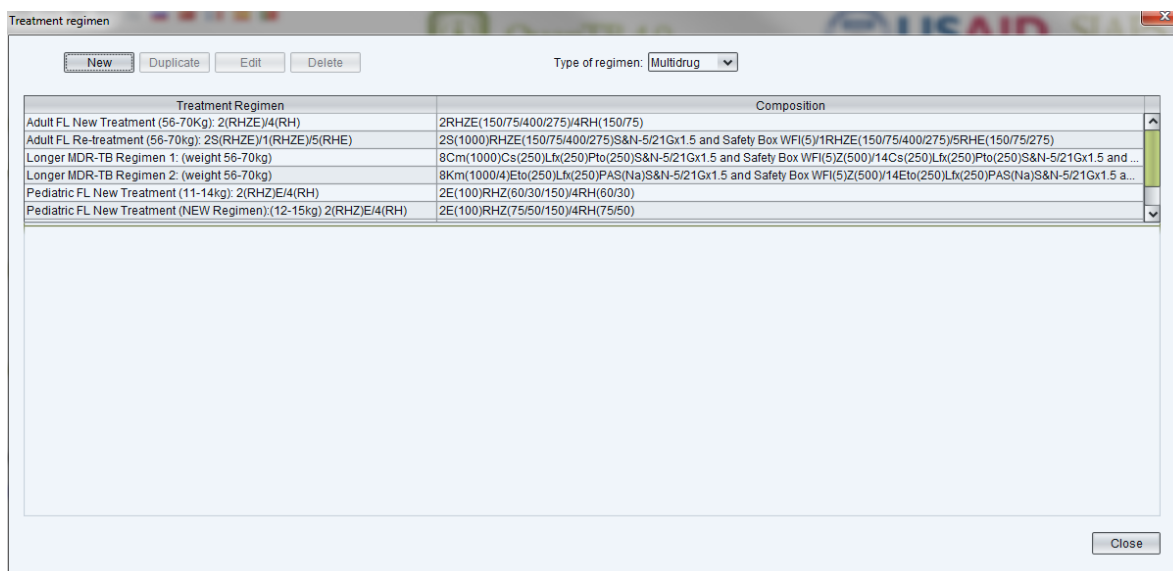 Treatment regimen
USAID
New Duplicate Edit Delete Type of regimen: Multidrug
Treatment Regimen Composition
Adult FL New Treatment (56-70Kg): 2(RHZE)/4(RH) 2RHZE(150/75/400/275)/4RH(150/75)
Adult FL Re-treatment (56-70kg): 2S(RHZE)/1(RHZE)/5(RHE) 2S(1000)RHZE(150/75/400/275)S&N-5/21Gx1.5 and Safety Box WFI(5)/1RHZE(150/75/400/275)/5RHE(150/75/275)
Longer MDR-TB Regimen 1: (weight 56-70kg) 8Cm(1000)Cs(250)Lfx(250)Pto(250)S&N-5/21Gx1.5 and Safety Box WFI(5)Z(500)/14Cs(250)Lfx(250)Pto(250)S&N-5/21Gx1.5 and ...
Longer MDR-TB Regimen 2: (weight 56-70kg) 8Km(1000/4)Eto(250)Lfx(250)PAS(Na)S&N-5/21Gx1.5 and Safety Box WFI(5)Z(500)/14Eto(250)Lfx(250)PAS(Na)S&N-5/21Gx1.5 a...
Pediatric FL New Treatment (11-14kg): 2(RHZ)E/4(RH) 2E(100)RHZ(60/30/150)/4RH(60/30)
Pediatric FL New Treatment (NEW Regimen):(12-15kg) 2(RHZ)E/4(RH) 2E(100)RHZ(75/50/150)/4RH(75/50)
Close